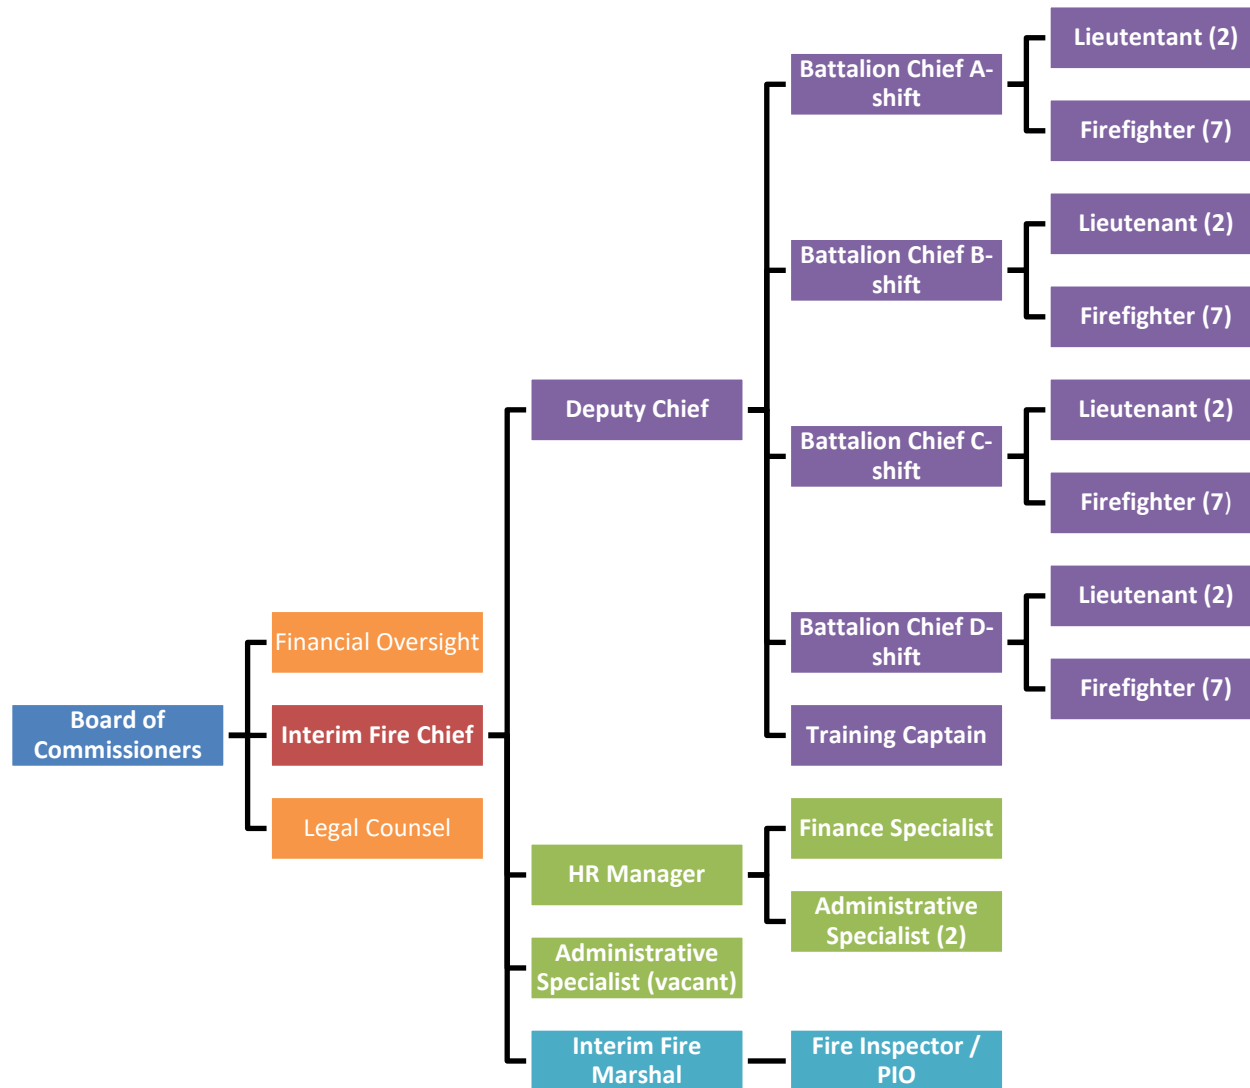 Board of
Commissioners
Financial Oversight
Interim Fire Chief
Legal Counsel
Deputy Chief
Battalion Chief A-
shift
Lieutentant (2)
Firefighter (7)
Battalion Chief B-
shift
Lieutenant (2)
Firefighter (7)
Battalion Chief C-
shift
Lieutenant (2)
Firefighter (7)
Battalion Chief D-
shift
Lieutenant (2)
Firefighter (7)
Training Captain
HR Manager
Finance Specialist
Administrative
Specialist (2)
Administrative
Specialist (vacant)
Interim Fire
Marshal
Fire Inspector /
PIO